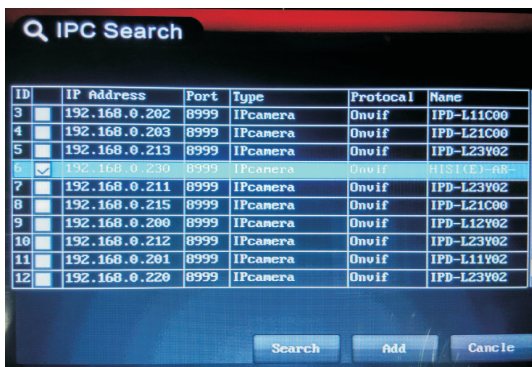 IPC Search
ID IP Address Port Type Protocal Name
3 192.168.0.202 8999 IPcamera Onvif IPD-L11C00
4 192.168.0.203 8999 IPcamera Onvif IPD-L21C00
5 192.168.0.213 8999 IPcamera Onvif IPD-L23Y02
6 192.168.0.230 8999 IPcamera Onvif HISI(E)-AR-
7 192.168.0.211 8999 IPcamera Onvif IPD-L23Y02
8 192.168.0.215 8999 IPcamera Onvif IPD-L21C00
9 192.168.0.200 8999 IPcamera Onvif IPD-L12Y02
10 192.168.0.212 8999 IPcamera Onvif IPD-L23Y02
11 192.168.0.201 8999 IPcamera Onvif IPD-L11Y02
12 192.168.0.220 8999 IPcamera Onvif IPD-L23Y02
Search Add Cancle